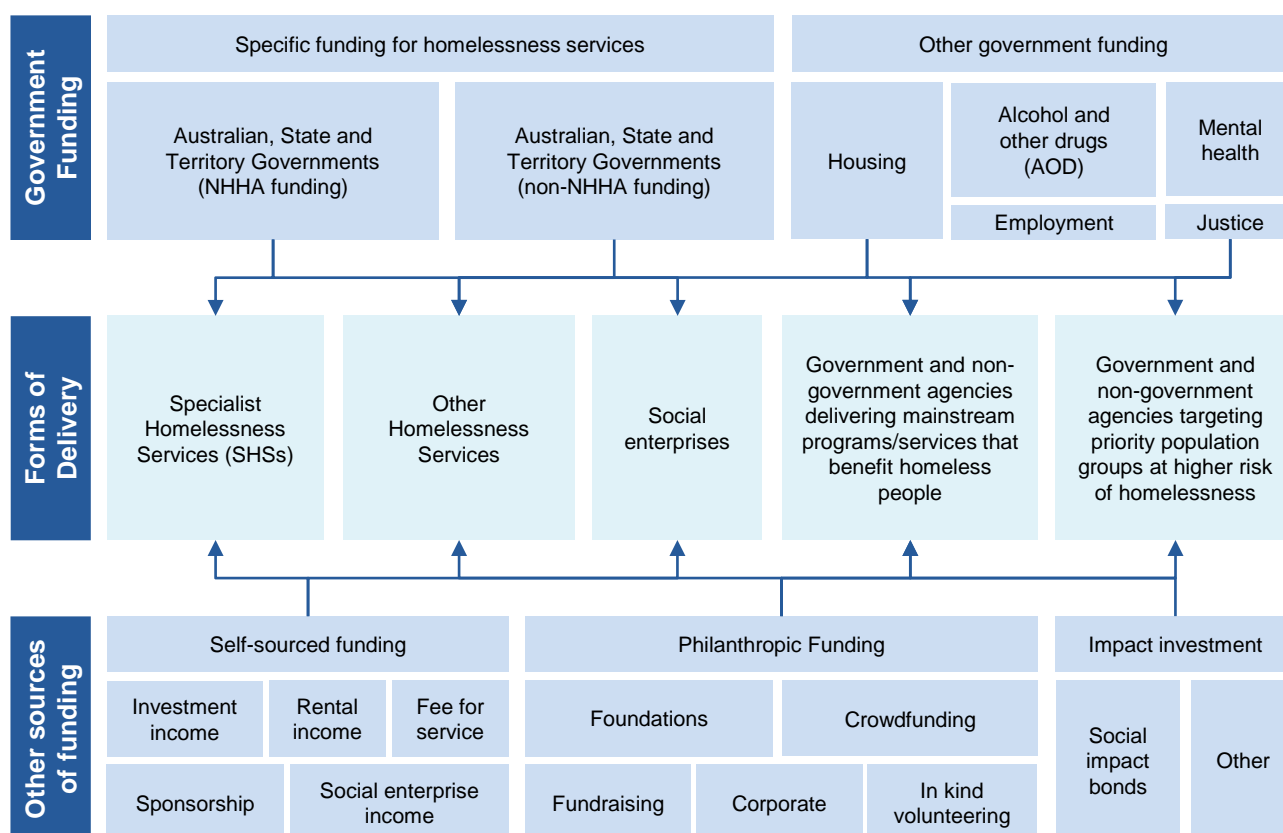 Government
Funding
Specific funding for homelessness services
Other government funding
Australian, State and
Territory Governments
(NHHA funding)
Australian, State and
Territory Governments
(non-NHHA funding)
Housing
Alcohol and
other drugs
(AOD)
Mental
health
Employment
Justice
Forms of
Delivery
Specialist
Homelessness
Services (SHSs)
Other
Homelessness
Services
Social
enterprises
Government and non-
government agencies
delivering mainstream
programs/services that
benefit homeless
people
Government and
non-government
agencies targeting
priority population
groups at higher risk
of homelessness
Other sources
of funding
Self-sourced funding
Philanthropic Funding
Impact investment
Investment
income
Rental
income
Fee for
service
Sponsorship
Social enterprise
income
Foundations
Crowdfunding
Fundraising
Corporate
In kind
volunteering
Social
impact
bonds
Other